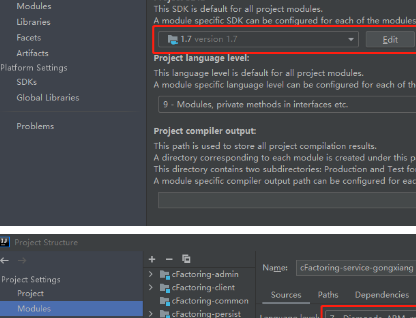 Modules
Libraries
Facets
Artifacts
Platform Settings
SDKs
Global Libraries
Problems
This SDK is default for all project modules.
A module specific SDK can be configured for each of the modules
1.7 version 1.7
Edit
Project language level:
This language level is default for all project modules.
A module specific language level can be configured for each of the
9 - Modules, private methods in interfaces etc.
Project compiler output:
This path is used to store all project compilation results.
A directory corresponding to each module is created under this p
This directory contains two subdirectories: Production and Test fo
A module specific compiler output path can be configured for eac
Project Structure
Project Settings
Project
Modules
cFactoring-admin
cFactoring-client
cFactoring-common
cFactoring-persist
Name: cFactoring-service-gongxiang
Sources Paths Dependencies